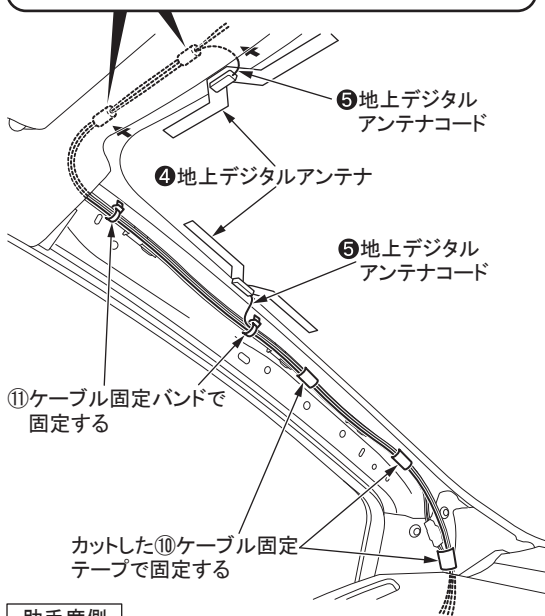 ❺地上デジタル
アンテナコード
❹地上デジタルアンテナ
❺地上デジタル
アンテナコード
⑪ケーブル固定バンドで
固定する
カットした⑩ケーブル固定
テープで固定する
助手席側